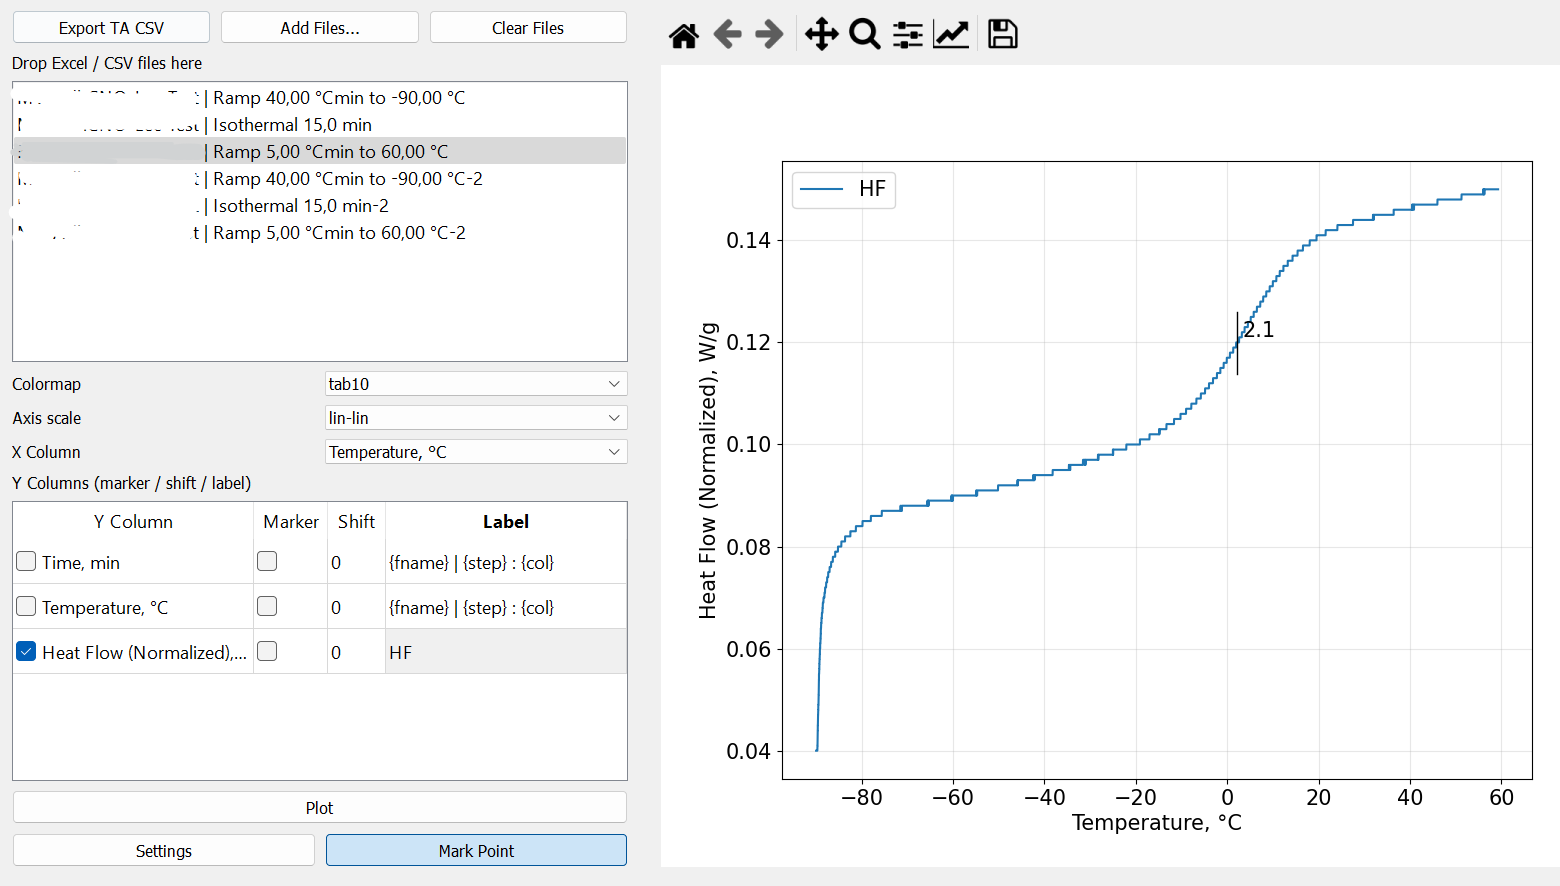 Export TA CSV
Add Files...
Clear Files
Drop Excel / CSV files here
| Ramp 40,00 °Cmin to -90,00 °C
| Isothermal 15,0 min
| Ramp 5,00 °Cmin to 60,00 °C
| Ramp 40,00 °Cmin to -90,00 °C-2
| Isothermal 15,0 min-2
| Ramp 5,00 °Cmin to 60,00 °C-2
Colormap
tab10
Axis scale
lin-lin
X Column
Temperature, °C
Y Columns (marker / shift / label)
Y Column Marker Shift Label
Time, min 0 {fname} | {step} : {col}
Temperature, °C 0 {fname} | {step} : {col}
Heat Flow (Normalized),... 0 HF
Plot
Settings
Mark Point
HF
2.1
Heat Flow (Normalized), W/g
0.14
0.12
0.10
0.08
0.06
0.04
−80 −60 −40 −20 0 20 40 60
Temperature, °C